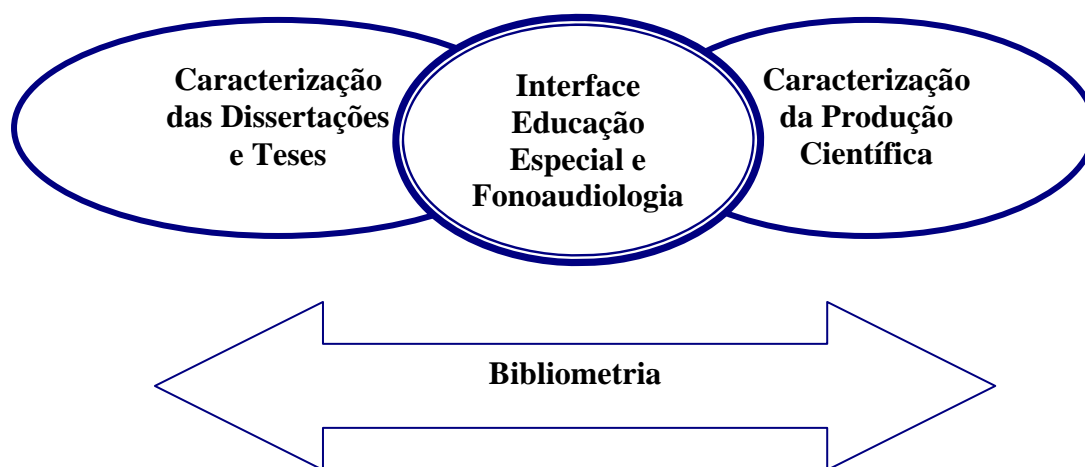 Caracterização
das Dissertações
e Teses
Interface
Educação
Especial e
Fonoaudiologia
Caracterização
da Produção
Científica
Bibliometria